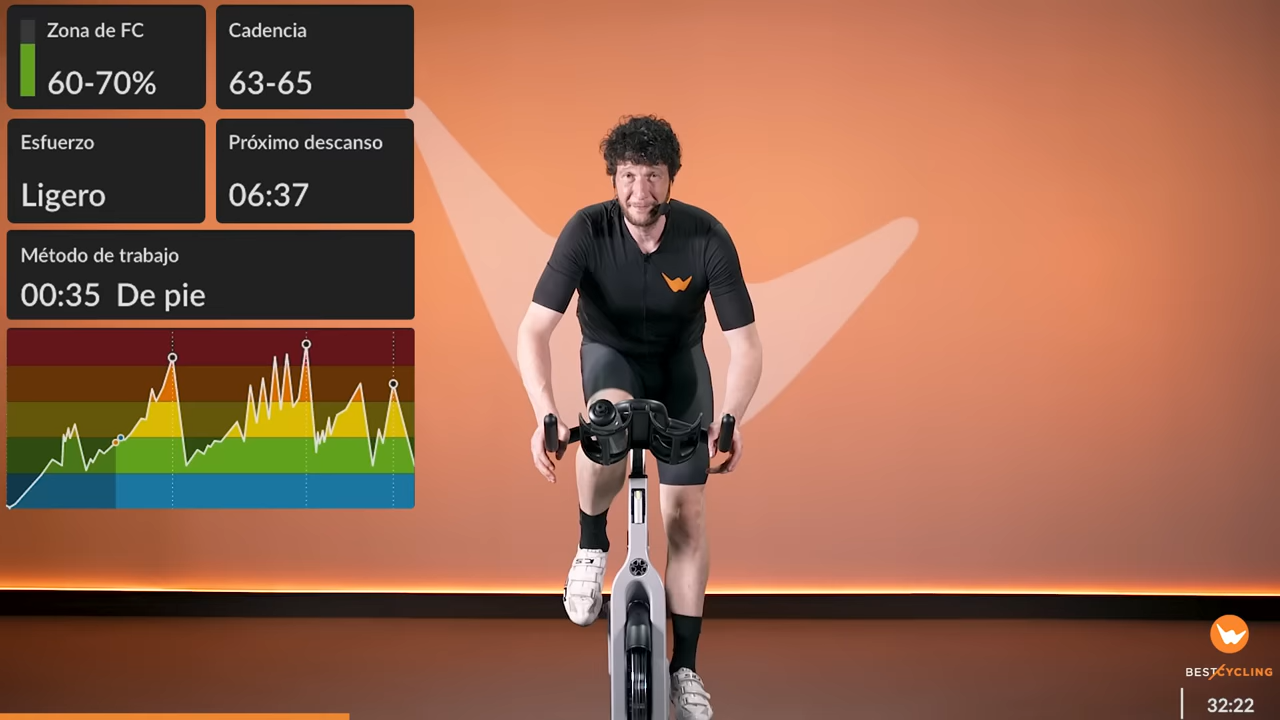 Zona de FC
60-70%
Cadencia
63-65
Esfuerzo
Ligero
Próximo descanso
06:37
Método de trabajo
00:35 De pie
BESTCYCLING
32:22